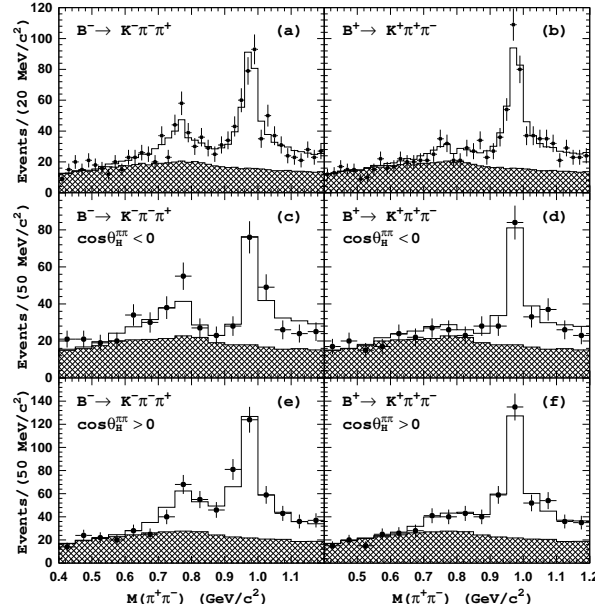 Events/(20 MeV/c²)
120
100
80
60
40
20
0
B⁻→ K⁻π⁻π⁺ (a)
B⁺→ K⁺π⁺π⁻ (b)
Events/(50 MeV/c²)
80
60
40
20
0
B⁻→ K⁻π⁻π⁺ (c)
cosθ_H^ππ <0
B⁺→ K⁺π⁺π⁻ (d)
cosθ_H^ππ <0
Events/(50 MeV/c²)
140
120
100
80
60
40
20
0
B⁻→ K⁻π⁻π⁺ (e)
cosθ_H^ππ >0
B⁺→ K⁺π⁺π⁻ (f)
cosθ_H^ππ >0
0.4 0.5 0.6 0.7 0.8 0.9 1.0 1.1
0.4 0.5 0.6 0.7 0.8 0.9 1.0 1.1 1.2
M(π⁺π⁻) (GeV/c²)
M(π⁺π⁻) (GeV/c²)